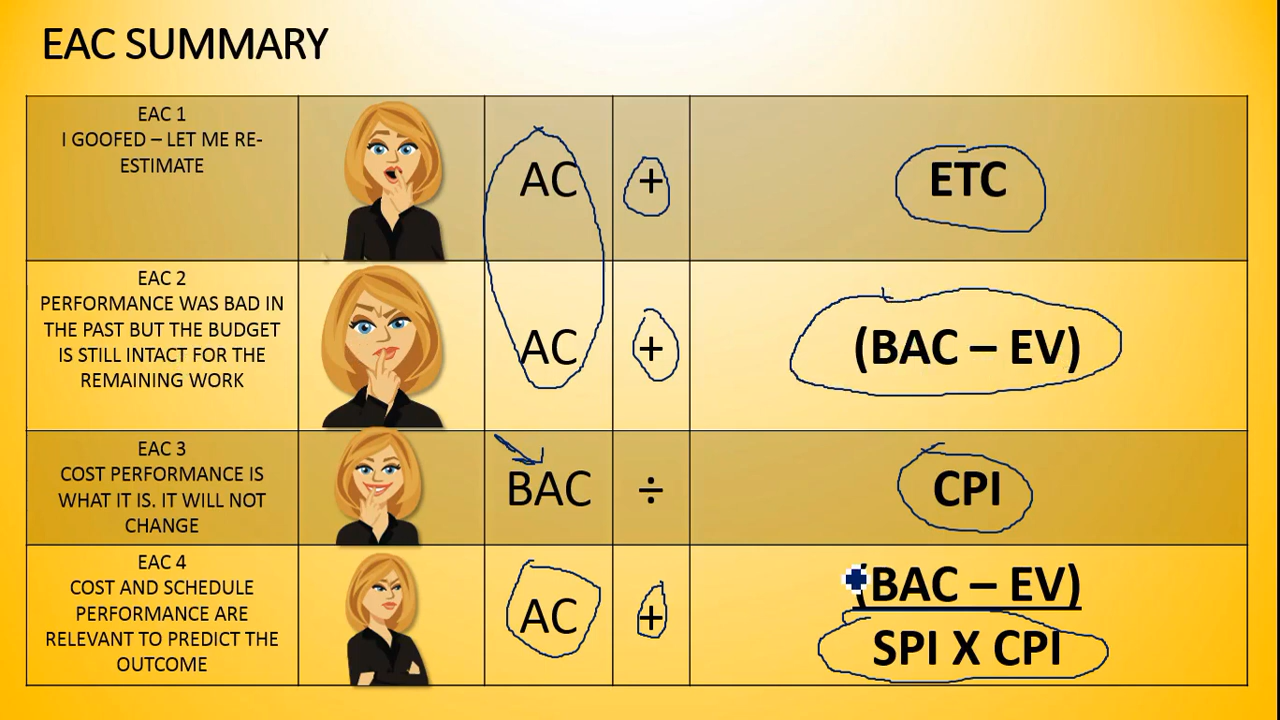 EAC SUMMARY
EAC 1
I GOOFED – LET ME RE-
ESTIMATE
AC
+
ETC
EAC 2
PERFORMANCE WAS BAD IN
THE PAST BUT THE BUDGET
IS STILL INTACT FOR THE
REMAINING WORK
AC
+
(BAC – EV)
EAC 3
COST PERFORMANCE IS
WHAT IT IS. IT WILL NOT
CHANGE
BAC
÷
CPI
EAC 4
COST AND SCHEDULE
PERFORMANCE ARE
RELEVANT TO PREDICT THE
OUTCOME
AC
+
(BAC – EV)
SPI X CPI